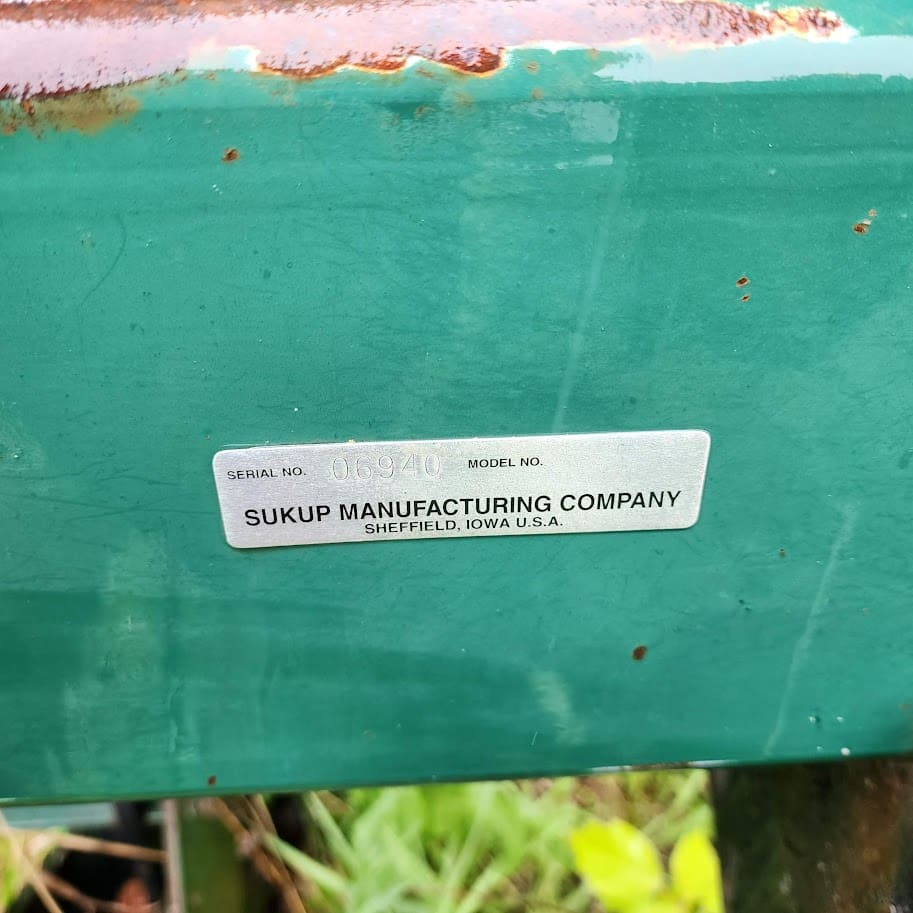 SERIAL NO. 06940 MODEL NO.
SUKUP MANUFACTURING COMPANY
SHEFFIELD, IOWA U.S.A.